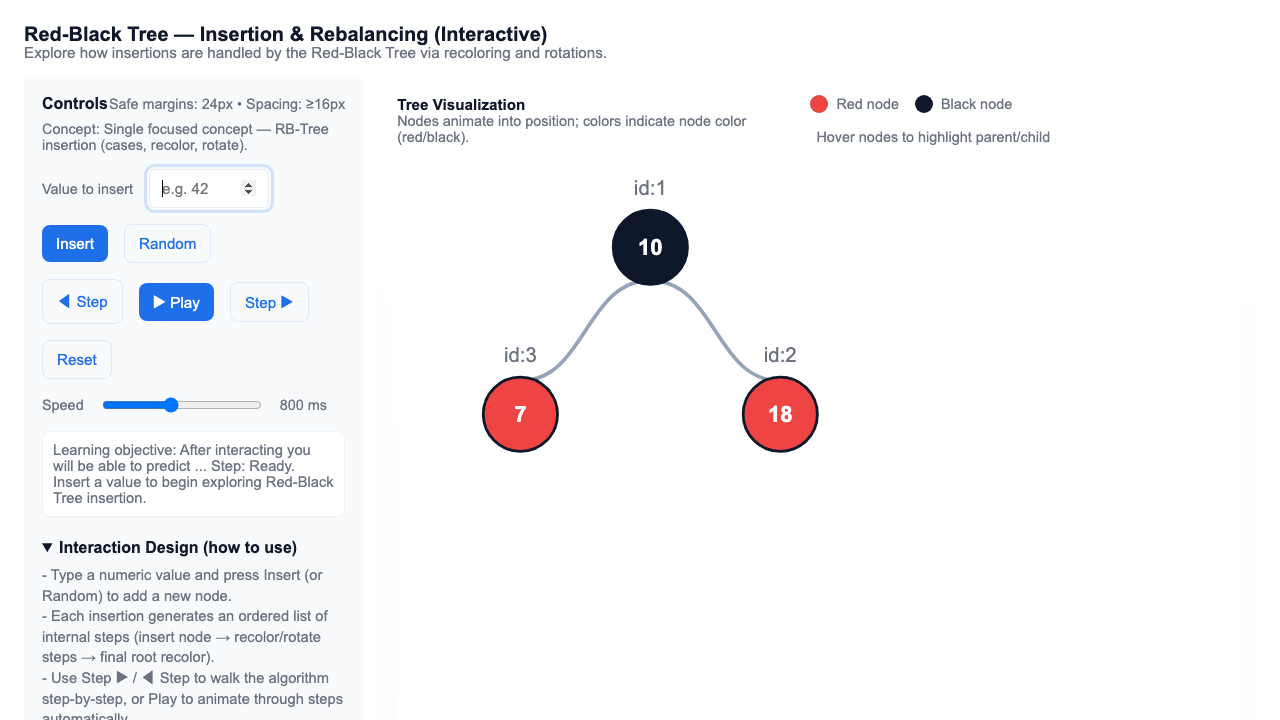 Red-Black Tree — Insertion & Rebalancing (Interactive)
Explore how insertions are handled by the Red-Black Tree via recoloring and rotations.
Controls Safe margins: 24px • Spacing: ≥16px
Concept: Single focused concept — RB-Tree
insertion (cases, recolor, rotate).
Value to insert e.g. 42
Insert Random
◀ Step ▶ Play Step ▶
Reset
Speed 800 ms
Learning objective: After interacting you
will be able to predict ... Step: Ready.
Insert a value to begin exploring Red-Black
Tree insertion.
▼ Interaction Design (how to use)
- Type a numeric value and press Insert (or
Random) to add a new node.
- Each insertion generates an ordered list of
internal steps (insert node → recolor/rotate
steps → final root recolor).
- Use Step ▶ / ◀ Step to walk the algorithm
step-by-step, or Play to animate through steps
automatically.
Tree Visualization
Nodes animate into position; colors indicate node color
(red/black).
Red node Black node
Hover nodes to highlight parent/child
id:1
10
id:3 id:2
7 18